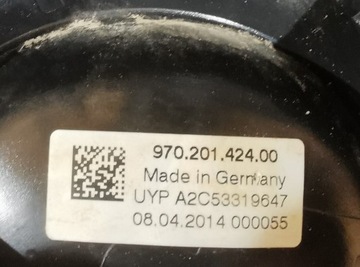 970.201.424.00
Made in Germany
UYP A2C53319647
08.04.2014 000055